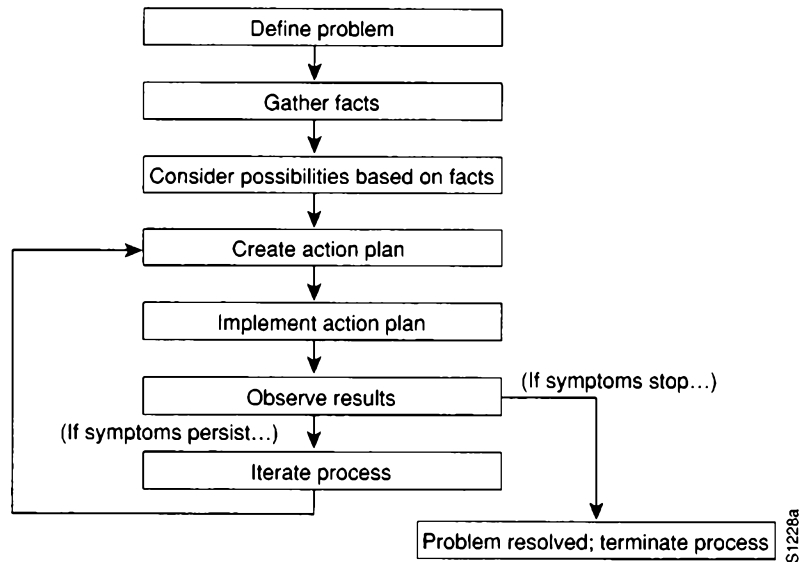 Define problem
Gather facts
Consider possibilities based on facts
Create action plan
Implement action plan
Observe results
(If symptoms stop…)
(If symptoms persist…)
Iterate process
Problem resolved; terminate process
S1228a